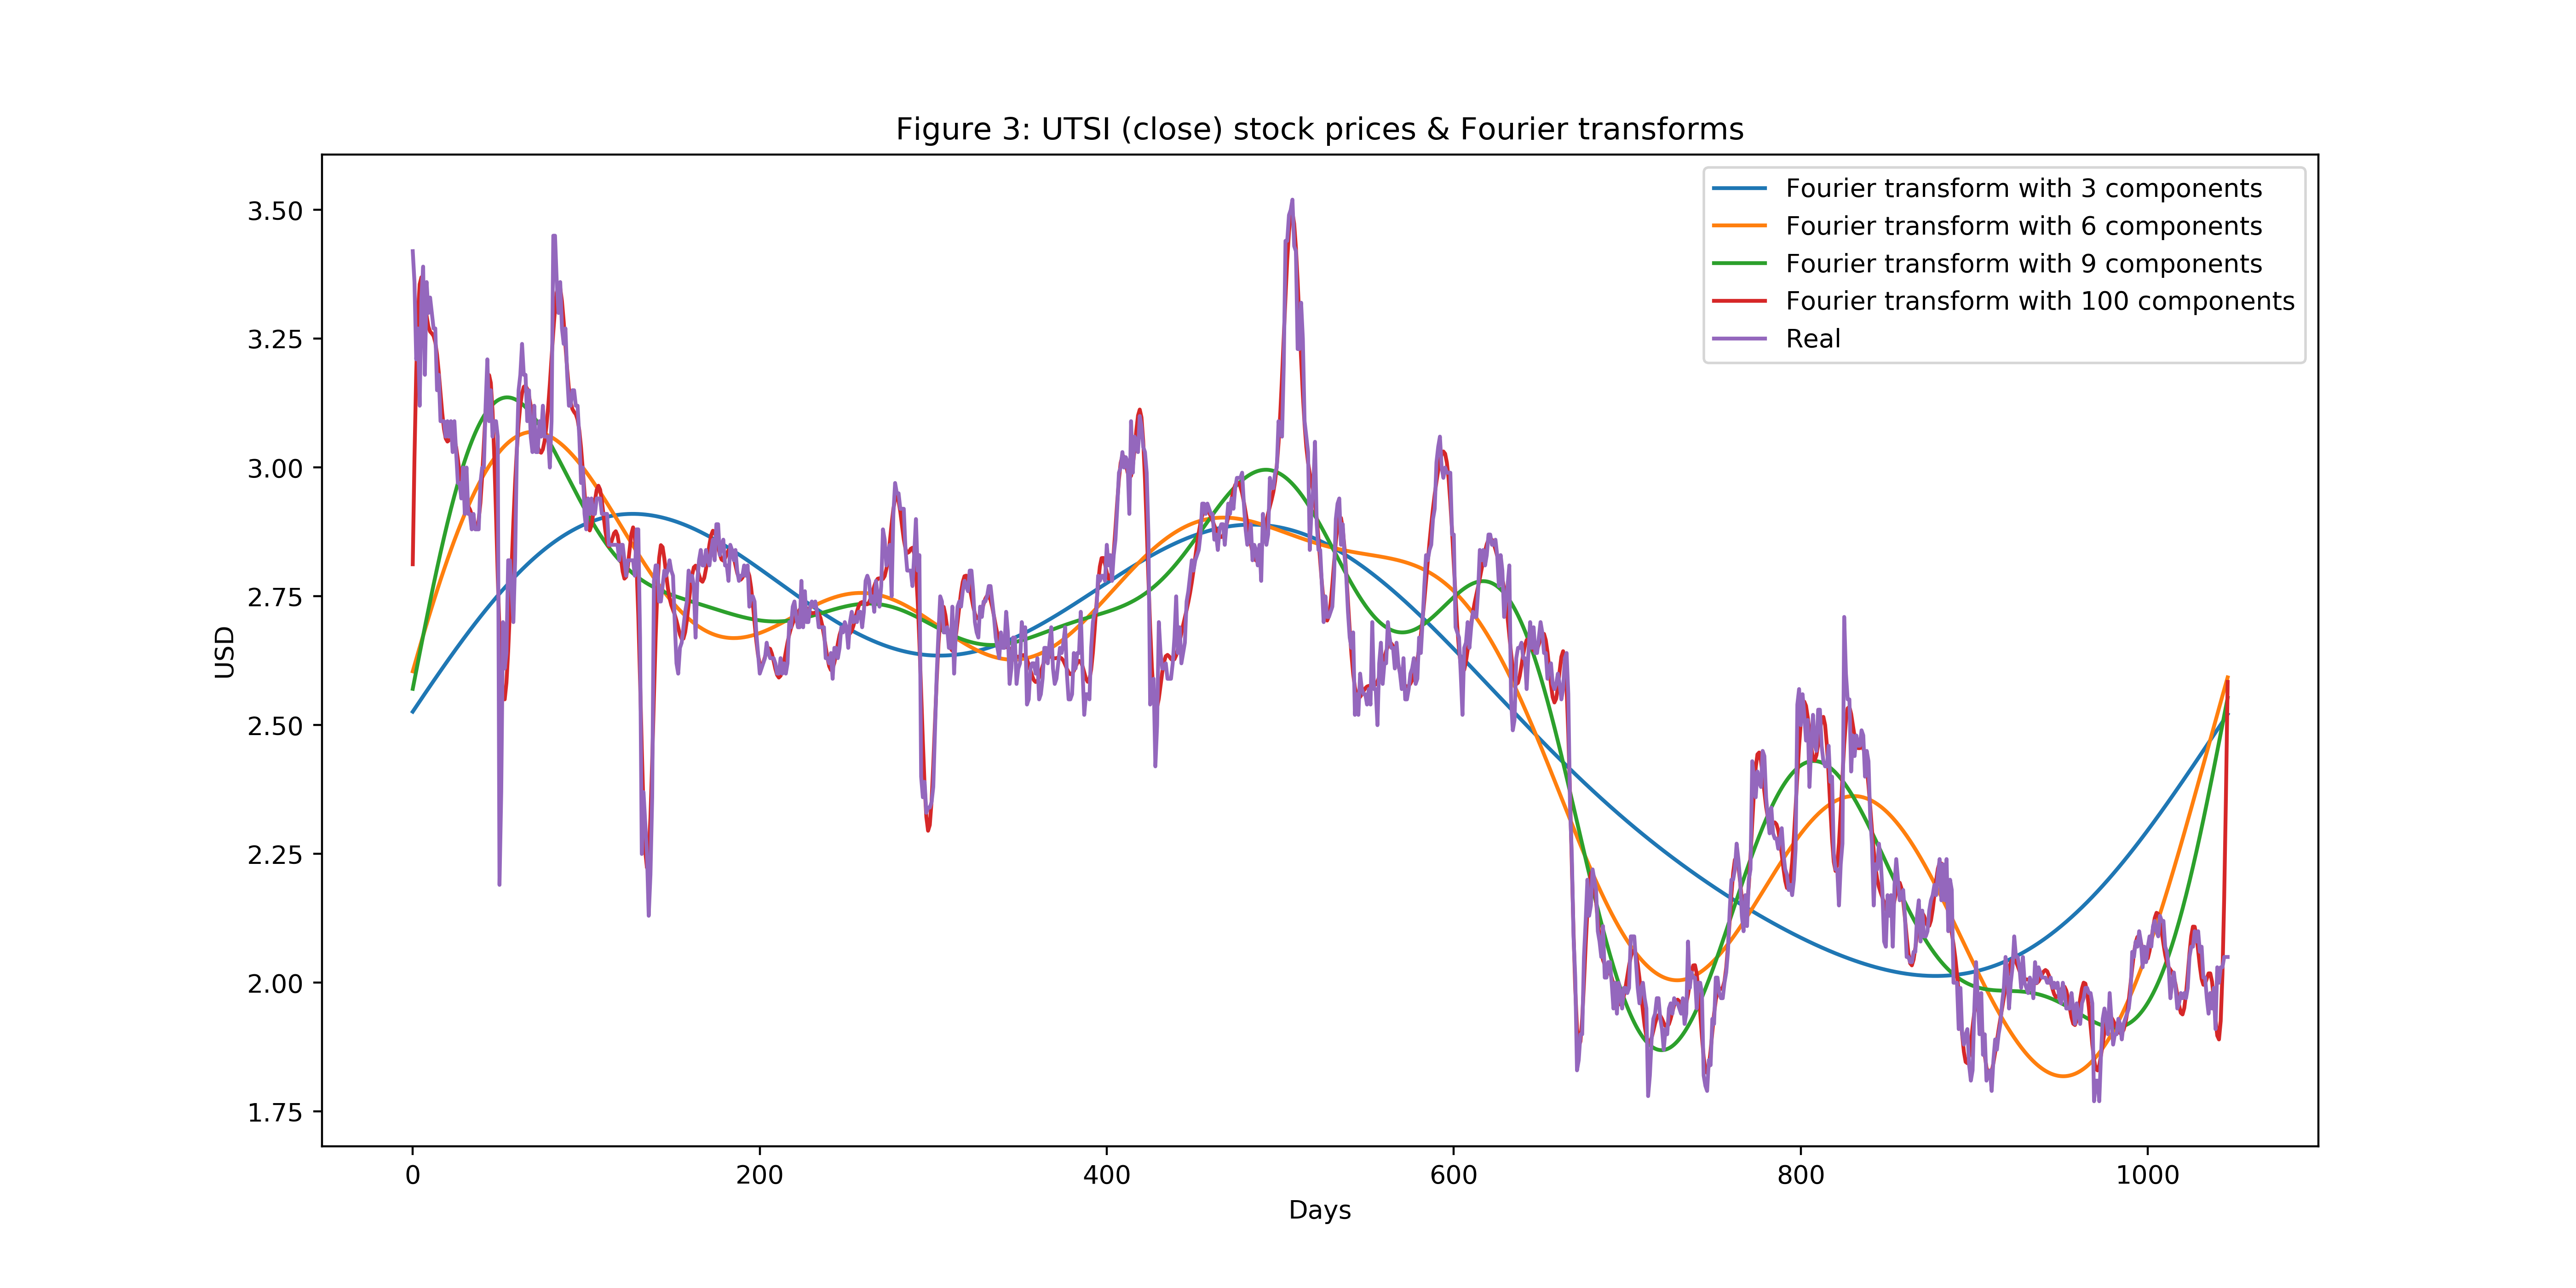 Figure 3: UTSI (close) stock prices & Fourier transforms
Fourier transform with 3 components
Fourier transform with 6 components
Fourier transform with 9 components
Fourier transform with 100 components
Real
3.50
3.25
3.00
2.75
2.50
2.25
2.00
1.75
USD
0 200 400 600 800 1000
Days